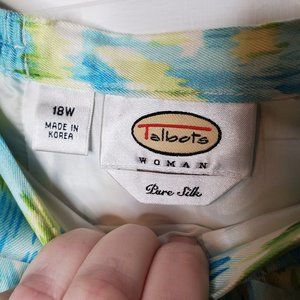 18W
MADE IN
KOREA
Talbots
WOMAN
Pure Silk